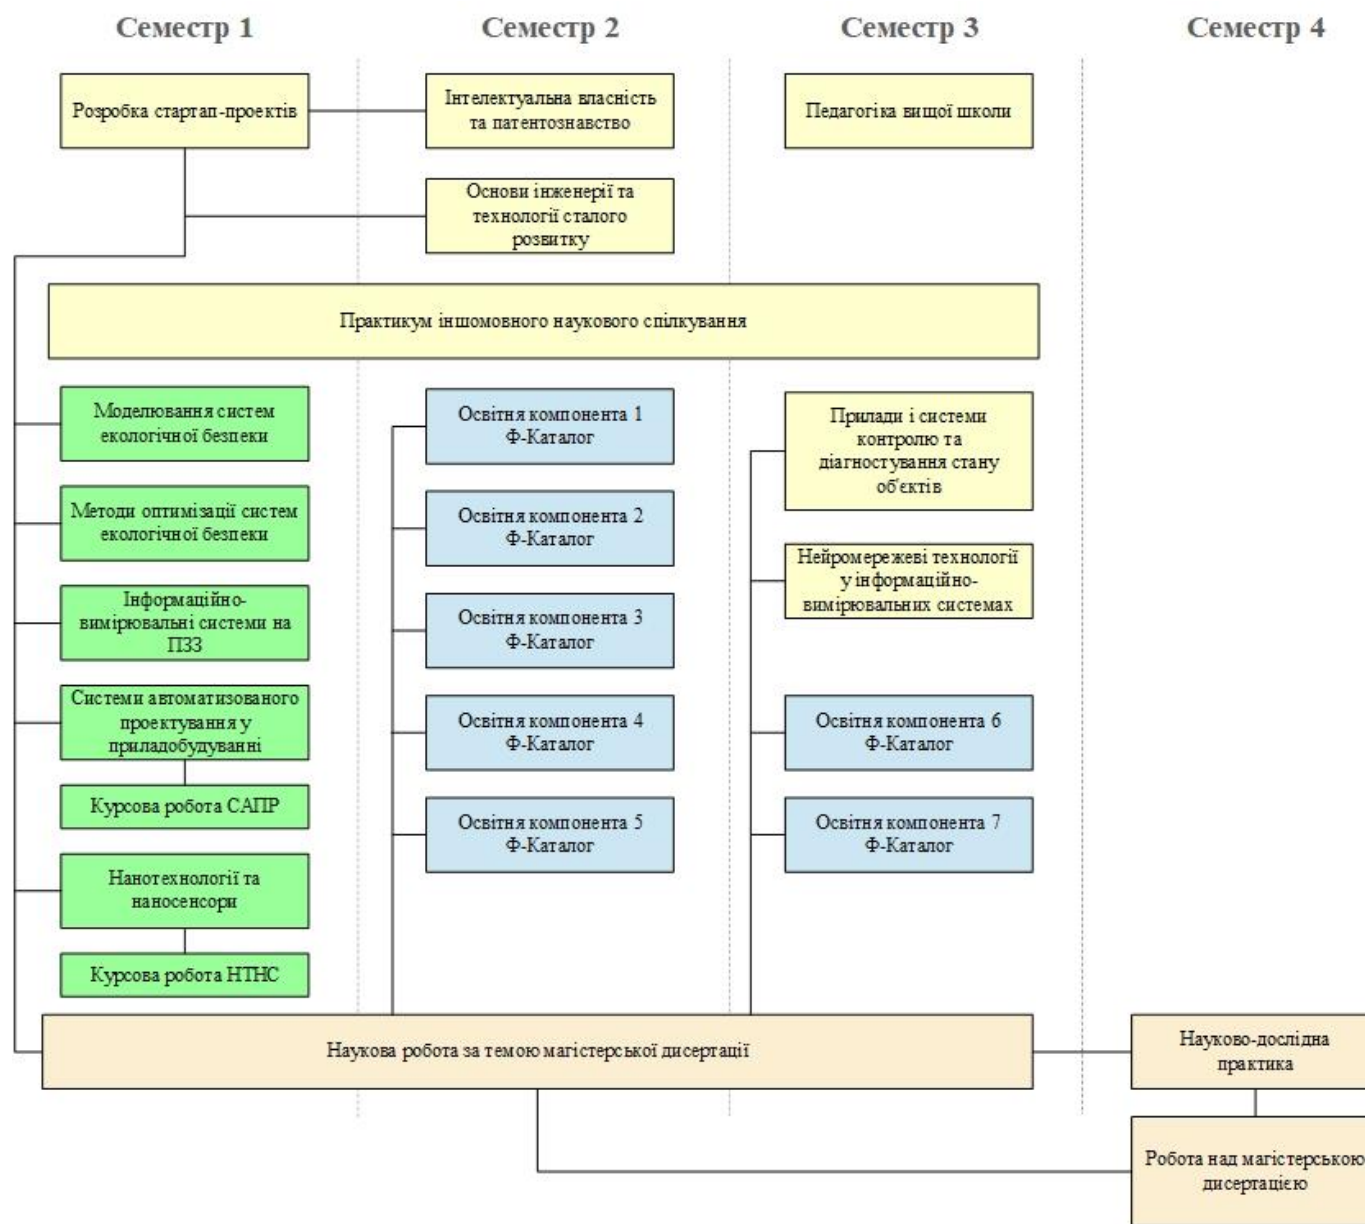 Семестр 1
Семестр 2
Семестр 3
Семестр 4
Розробка стартап-проектів
Інтелектуальна власність
та патентознавство
Педагогіка вищої школи
Основи інженерії та
технології сталого
розвитку
Практикум іншомовного наукового спілкування
Моделювання систем
екологічної безпеки
Методи оптимізації систем
екологічної безпеки
Інформаційно-
вимірювальні системи на
ПЗЗ
Системи автоматизованого
проектування у
приладобудуванні
Курсова робота САПР
Нанотехнології та
наносенсори
Курсова робота НТНС
Освітня компонента 1
Ф-Каталог
Освітня компонента 2
Ф-Каталог
Освітня компонента 3
Ф-Каталог
Освітня компонента 4
Ф-Каталог
Освітня компонента 5
Ф-Каталог
Прилади і системи
контролю та
діагностування стану
об'єктів
Нейромережеві технології
у інформаційно-
вимірювальних системах
Освітня компонента 6
Ф-Каталог
Освітня компонента 7
Ф-Каталог
Наукова робота за темою магістерської дисертації
Науково-дослідна
практика
Робота над магістерською
дисертацією